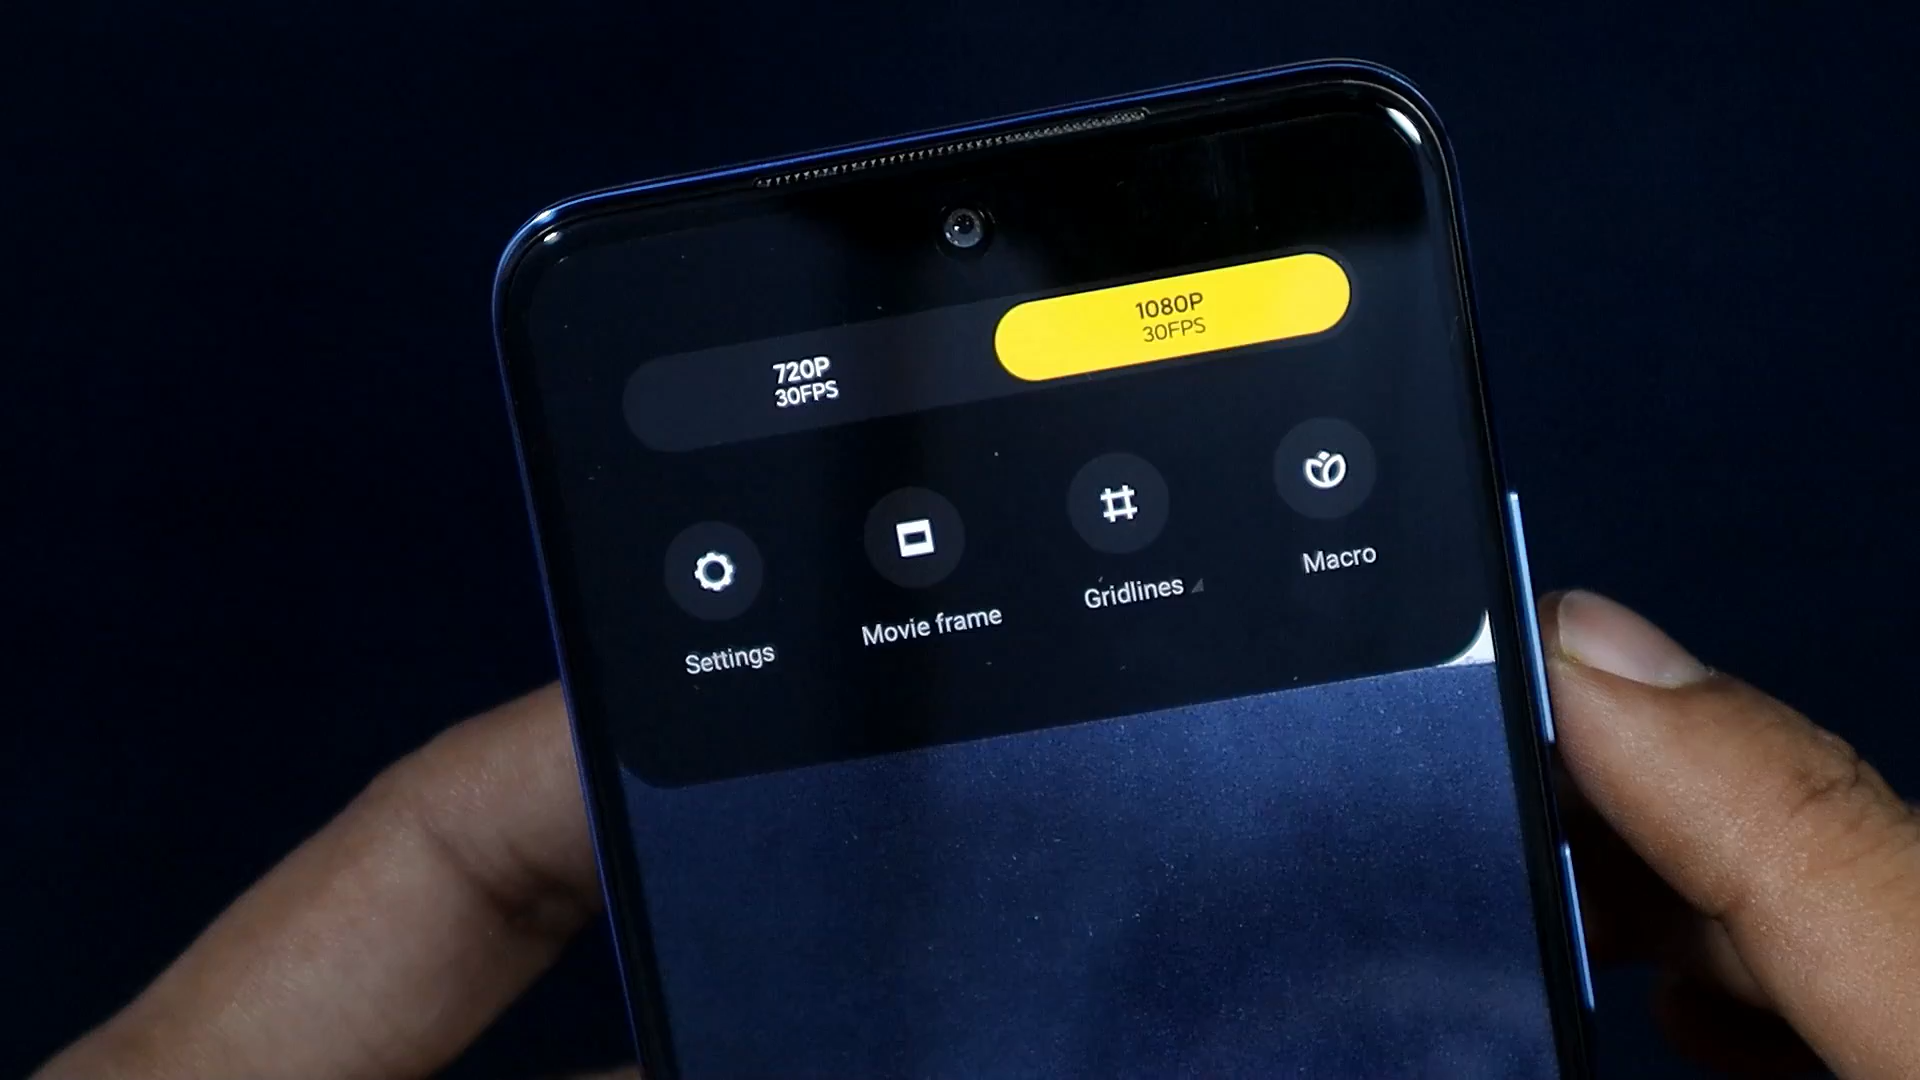 720P
30FPS
1080P
30FPS
Settings
Movie frame
Gridlines
Macro